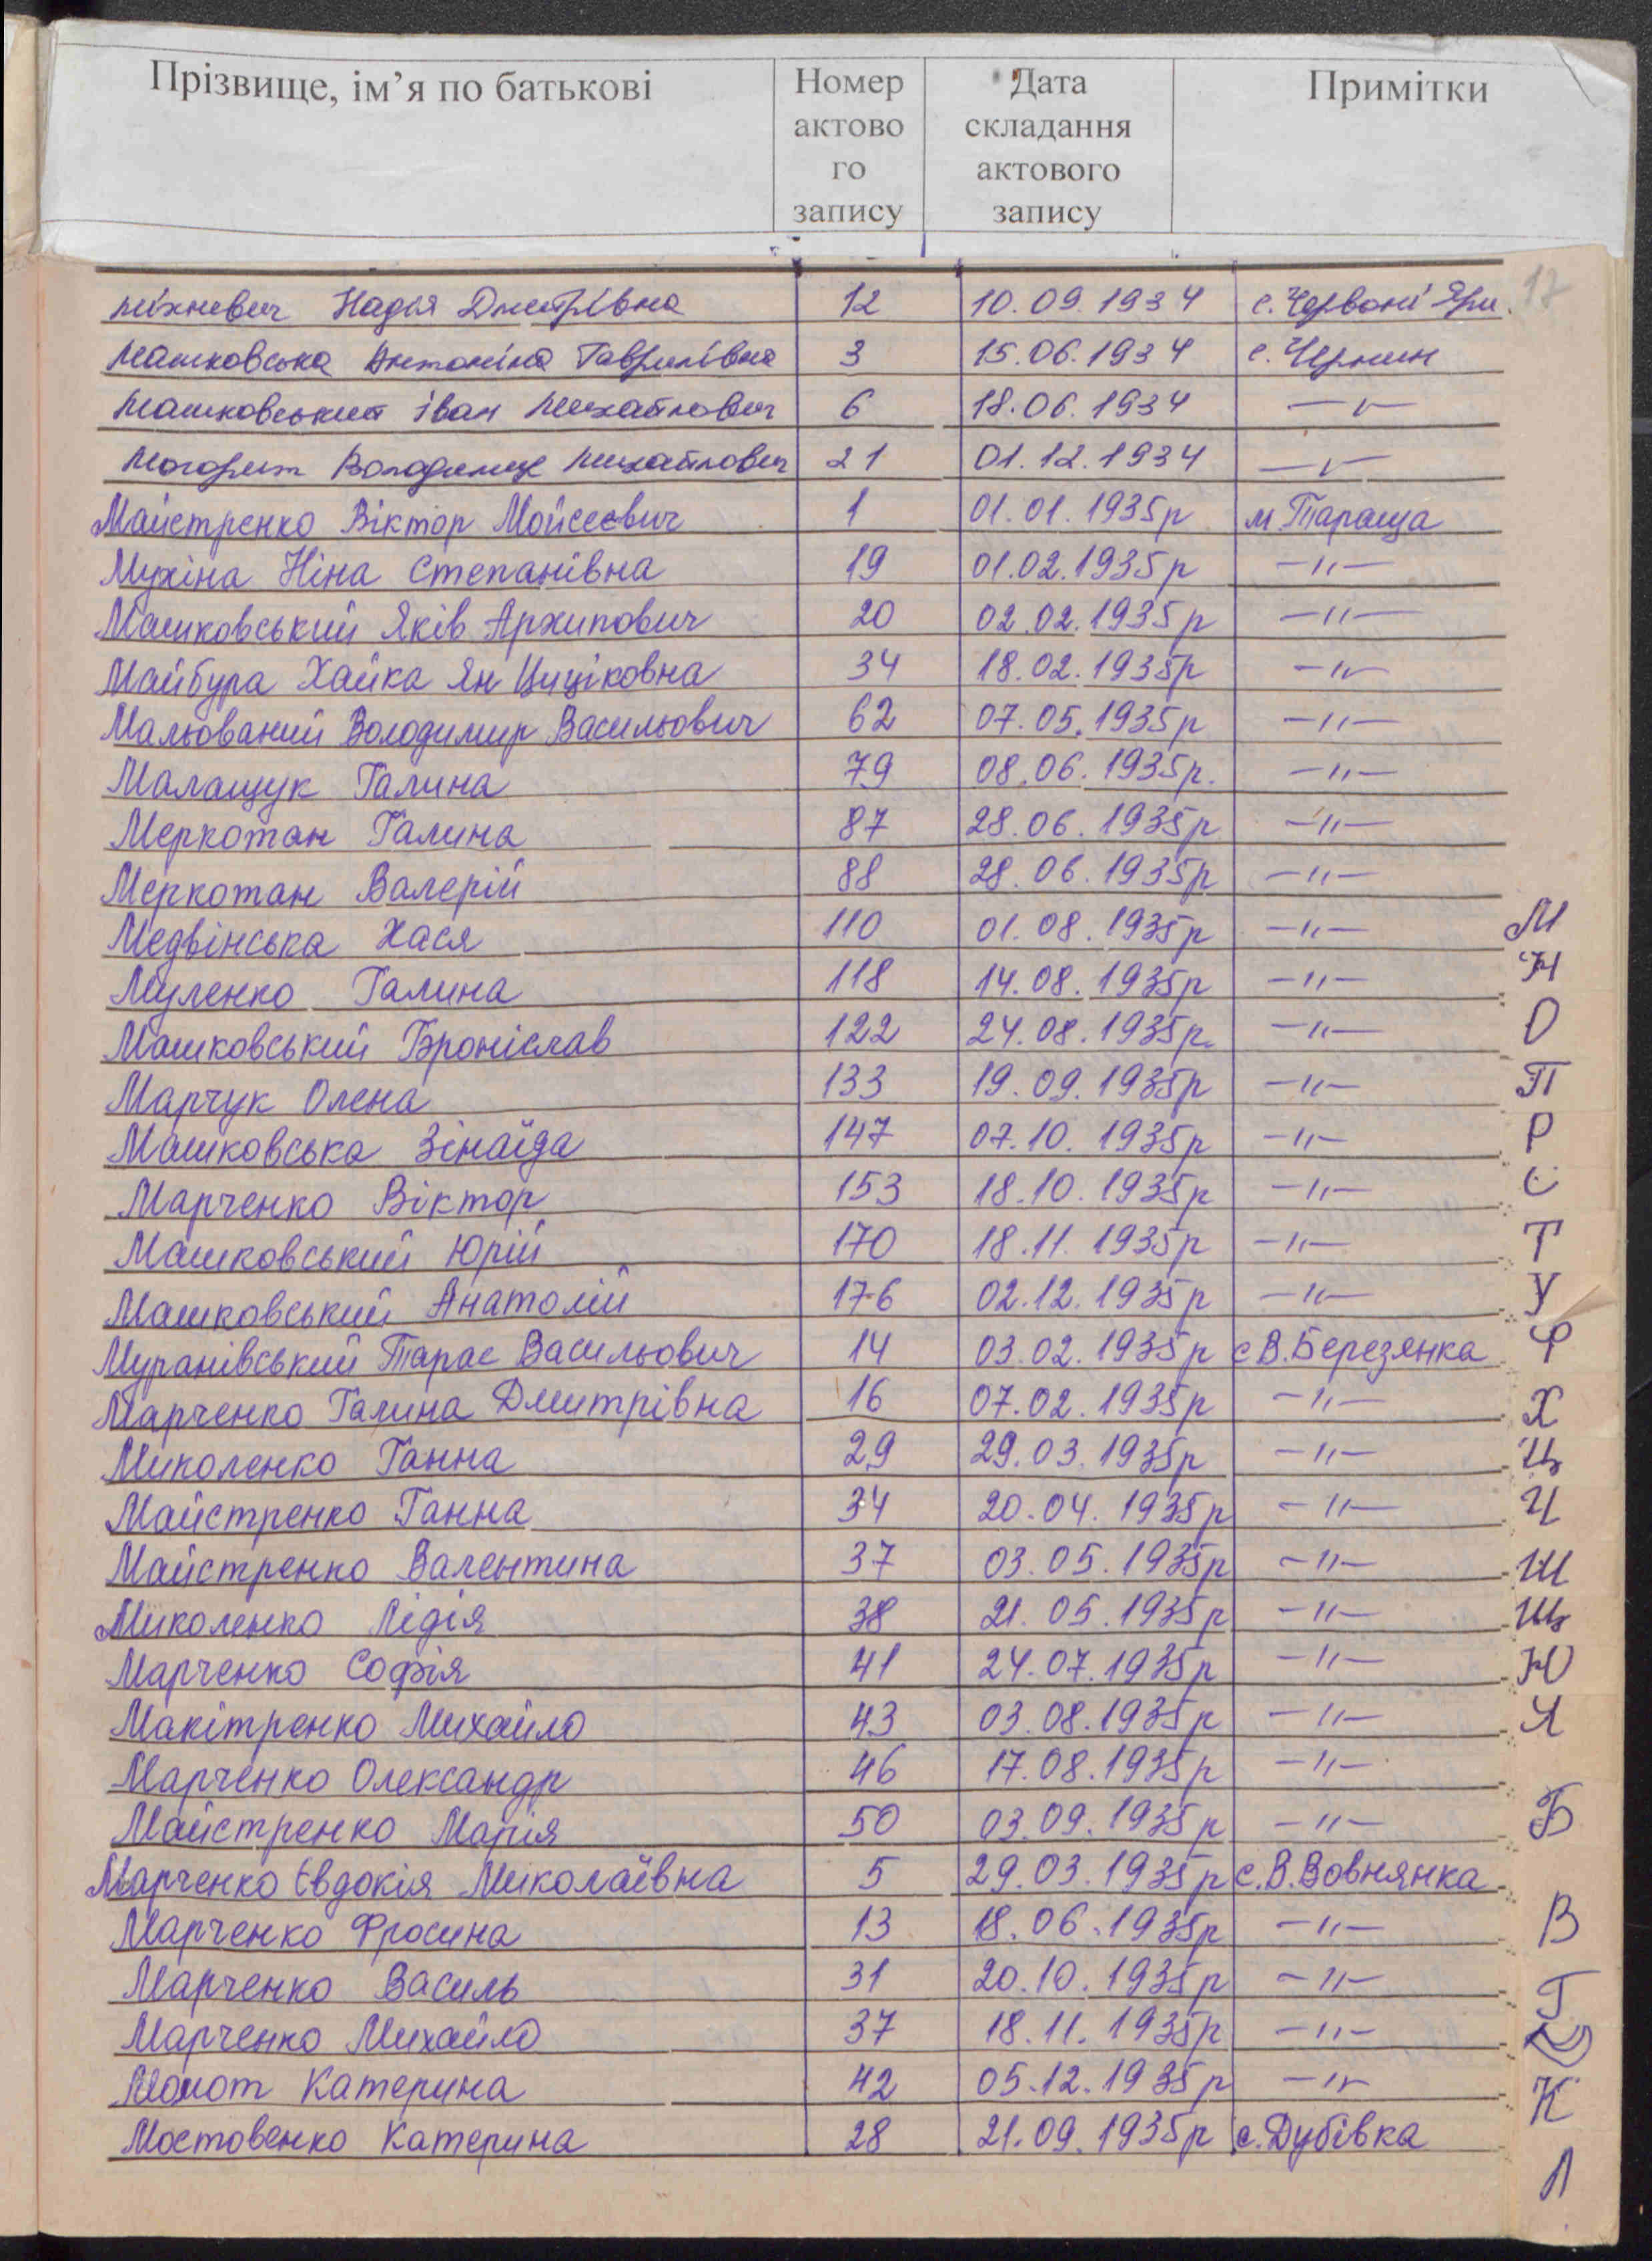 Прізвище, ім’я по батькові Номер актово го запису Дата складання актового запису Примітки
17
Міхневич Надія Дмитрівна 12 10.09.1934 с. Червоні Яри.
Машковська Антоніна Гаврилівна 3 15.06.1934 с. Чернин
Машковський Іван Михайлович 6 18.06.1934 —〃—
Володимир Михайлович 21 01.12.1934 —〃—
Майстренко Віктор Мойсеєвич 1 01.01.1935р м. Тараща
Мухіна Ніна Степанівна 19 01.02.1935р —〃—
Машковський Яків Архипович 20 02.02.1935р —〃—
Майбура Хайка Ян Цициковна 34 18.02.1935р —〃—
Мальований Володимир Васильович 62 07.05.1935р —〃—
Малащук Галина 79 08.06.1935р. —〃—
Меркотан Галина 87 28.06.1935р —〃—
Меркотан Валерій 88 28.06.1935р —〃—
Медвінська Хася 110 01.08.1935р —〃— М
Муленко Галина 118 14.08.1935р —〃— Н
Машковський Броніслав 122 24.08.1935р. —〃— О
Марчук Олена 133 19.09.1935р —〃— П
Машковська Зінаїда 147 07.10.1935р —〃— Р
Марченко Віктор 153 18.10.1935р —〃— С
Машковський Юрій 170 18.11.1935р —〃— Т
Машковський Анатолій 176 02.12.1935р —〃— У
Муранівський Тарас Васильович 14 03.02.1935р с В. Березянка Ф
Марченко Галина Дмитрівна 16 07.02.1935р —〃— Х
Миколенко Ганна 29 29.03.1935р —〃— Ц
Майстренко Ганна 34 20.04.1935р —〃— Ч
Майстренко Валентина 37 03.05.1935р —〃— Ш
Миколенко Лідія 38 21.05.1935р —〃— Щ
Марченко Софія 41 24.07.1935р —〃— Ю
Макітренко Михайло 43 03.08.1935р —〃— Я
Марченко Олександр 46 17.08.1935р —〃—
Майстренко Марія 50 03.09.1935р —〃— Б
Марченко Євдокія Миколаївна 5 29.03.1935р с. В. Вовнянка
Марченко Фросина 13 18.06.1935р —〃— В
Марченко Василь 31 20.10.1935р —〃— Г
Марченко Михайло 37 18.11.1935р —〃—
Молот Катерина 42 05.12.1935р —〃— К
Мостовенко Катерина 28 21.09.1935р с. Дубівка
Л